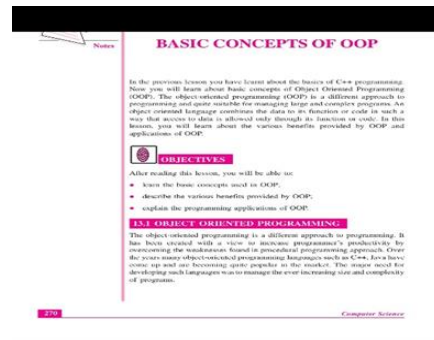 Notes
BASIC CONCEPTS OF OOP
In the previous lesson you have learnt about the basics of C++ programming.
Now you will learn about basic concepts of Object Oriented Programming
(OOP). The object-oriented programming (OOP) is a different approach to
programming and quite suitable for managing large and complex programs. An
object oriented language combines the data to its function or code in such a
way that access to data is allowed only through its function or code. In this
lesson, you will learn about the various benefits provided by OOP and
applications of OOP.
OBJECTIVES
After reading this lesson, you will be able to:
• learn the basic concepts used in OOP;
• describe the various benefits provided by OOP;
• explain the programming applications of OOP.
13.1 OBJECT ORIENTED PROGRAMMING
The object-oriented programming is a different approach to programming. It
has been created with a view to increase programmer's productivity by
overcoming the weaknesses found in procedural programming approach. Over
the years many object-oriented programming languages such as C++, Java have
come up and are becoming quite popular in the market. The major need for
developing such languages was to manage the ever-increasing size and complexity
of programs.
270
Computer Science